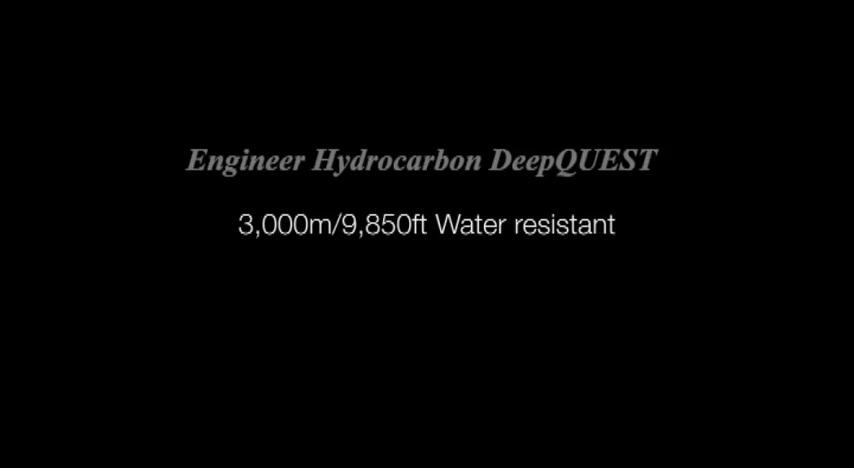 Engineer Hydrocarbon DeepQUEST
3,000m/9,850ft Water resistant